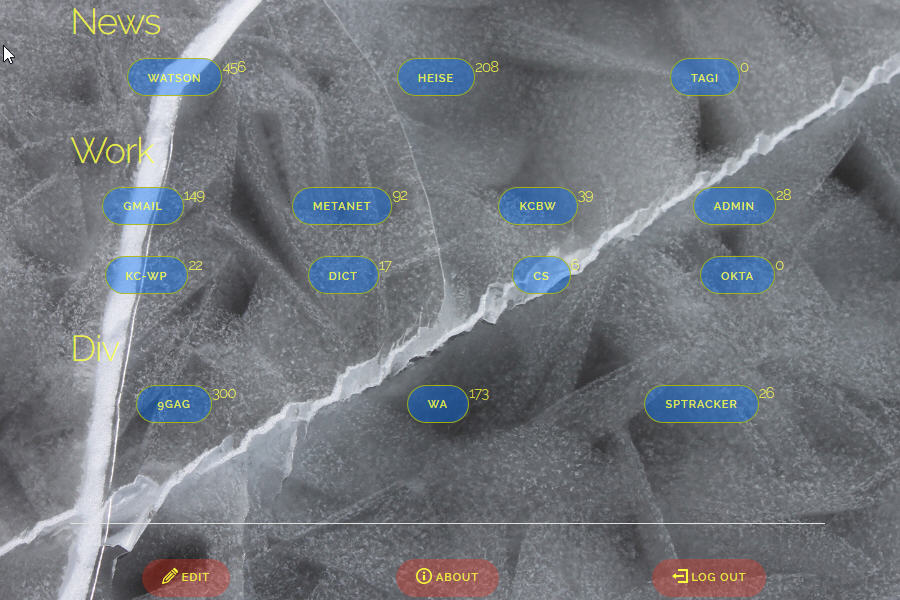 News
WATSON 456 HEISE 208 TAGI 0
Work
GMAIL 149 METANET 92 KCBW 39 ADMIN 28
KC-WP 22 DICT 17 CS OKTA 0
Div
9GAG 300 WA 173 SPTRACKER 26
EDIT ABOUT LOG OUT